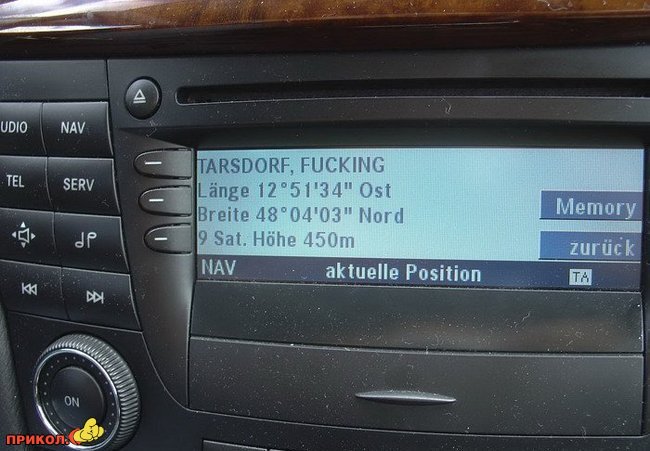 UDIO NAV
TEL SERV
ON
TARSDORF, FUCKING
Länge 12°51'34" Ost
Breite 48°04'03" Nord
9 Sat. Höhe 450m
Memory
zurück
NAV aktuelle Position TA
ПРИКОЛ